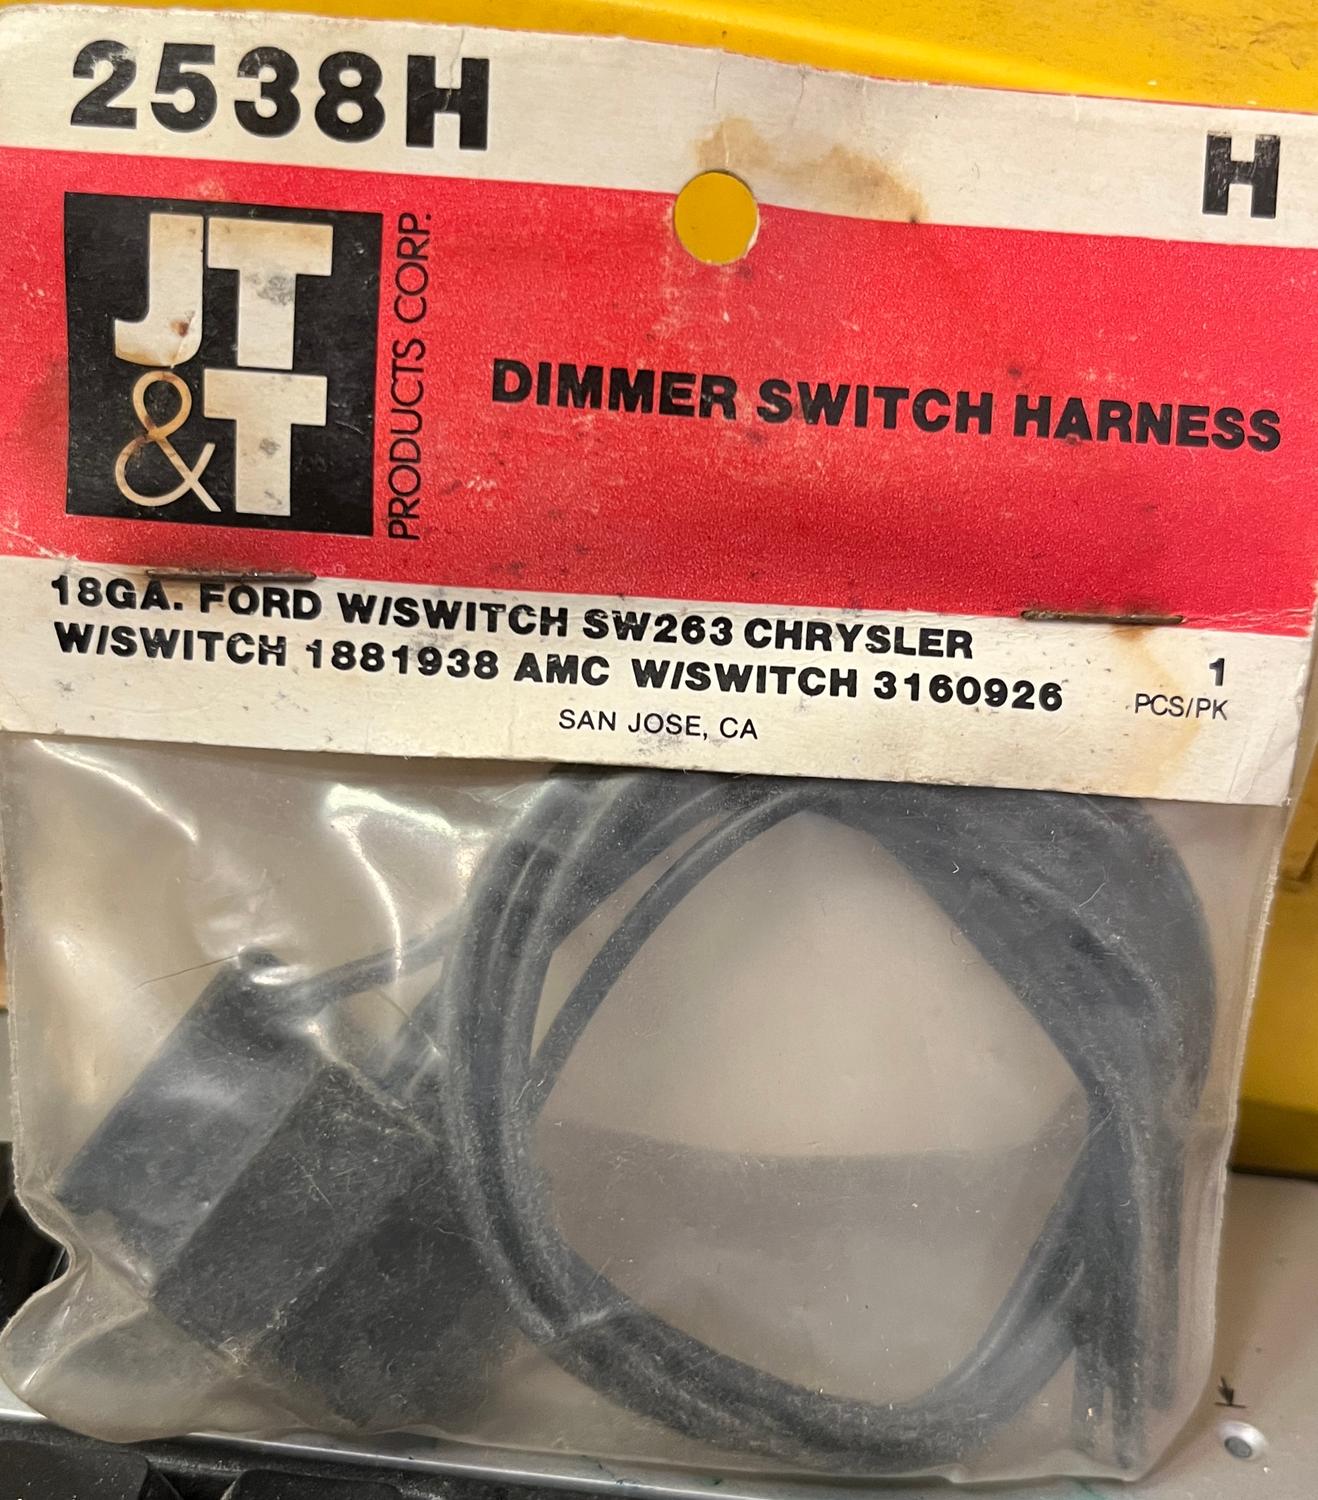 2538H
H
JT
&T
PRODUCTS CORP.
DIMMER SWITCH HARNESS
18GA. FORD W/SWITCH SW263 CHRYSLER
W/SWITCH 1881938 AMC W/SWITCH 3160926
1
PCS/PK
SAN JOSE, CA